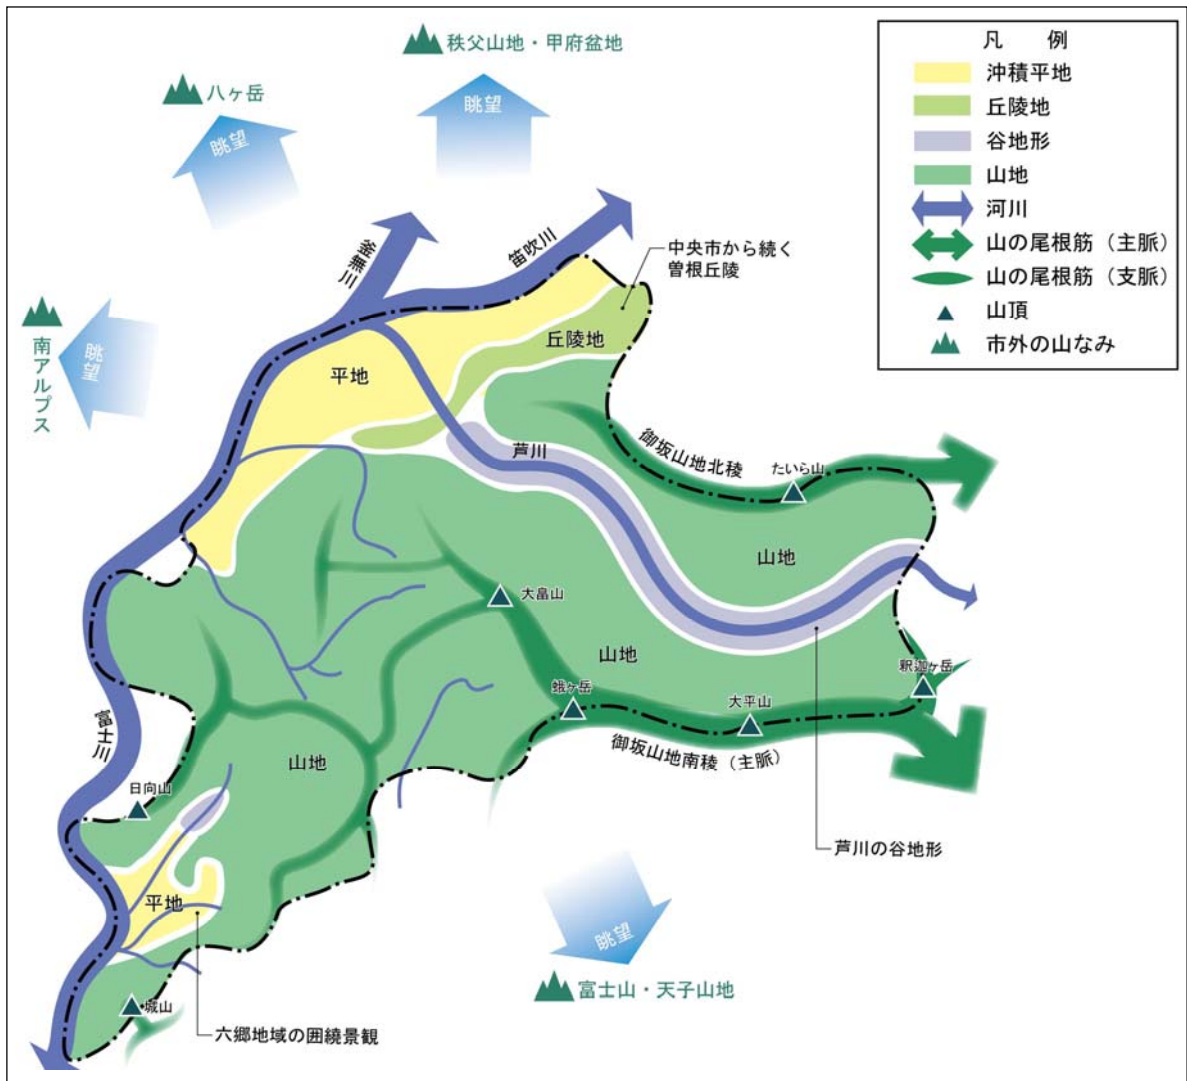 秩父山地・甲府盆地
眺望
八ヶ岳
眺望
南アルプス
眺望
釜無川
笛吹川
中央市から続く
曽根丘陵
丘陵地
平地
芦川
御坂山地北稜
たいら山
山地
大畠山
山地
釈迦ヶ岳
蛾ヶ岳
大平山
御坂山地南稜（主脈）
富士川
山地
日向山
芦川の谷地形
平地
眺望
富士山・天子山地
城山
六郷地域の囲繞景観
凡　例
沖積平地
丘陵地
谷地形
山地
河川
山の尾根筋（主脈）
山の尾根筋（支脈）
山頂
市外の山なみ